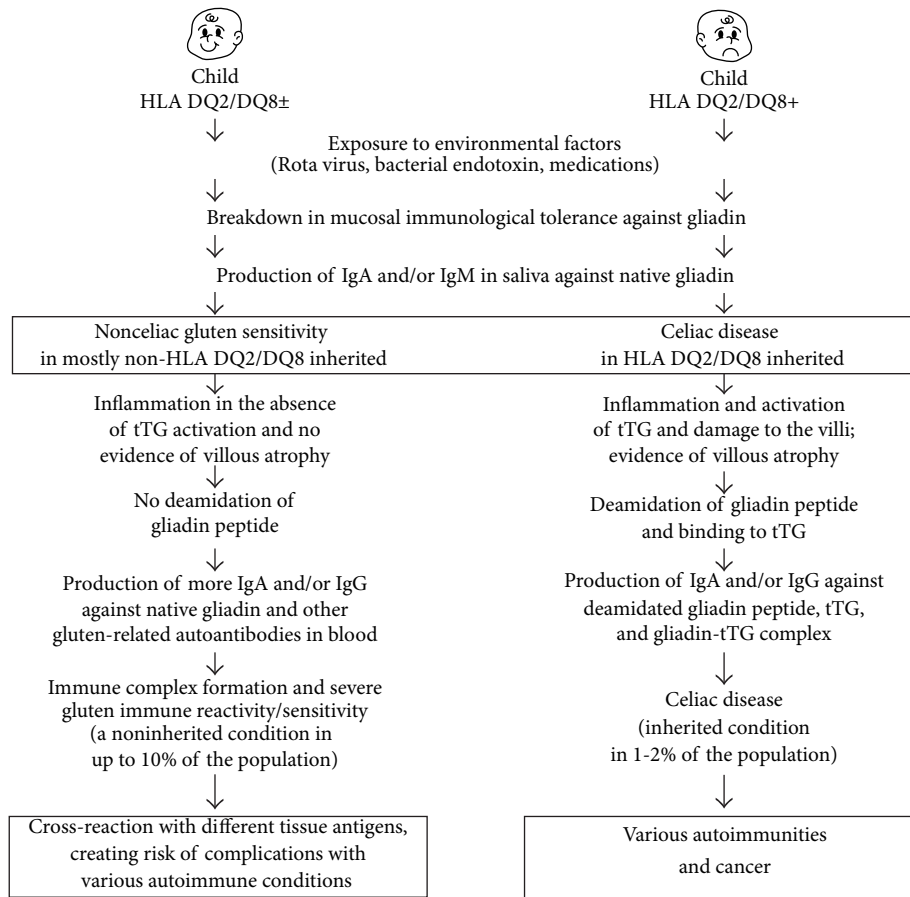 Child
HLA DQ2/DQ8±
Child
HLA DQ2/DQ8+
Exposure to environmental factors
(Rota virus, bacterial endotoxin, medications)
Breakdown in mucosal immunological tolerance against gliadin
Production of IgA and/or IgM in saliva against native gliadin
Nonceliac gluten sensitivity
in mostly non-HLA DQ2/DQ8 inherited
Celiac disease
in HLA DQ2/DQ8 inherited
Inflammation in the absence
of tTG activation and no
evidence of villous atrophy
No deamidation of
gliadin peptide
Production of more IgA and/or IgG
against native gliadin and other
gluten-related autoantibodies in blood
Immune complex formation and severe
gluten immune reactivity/sensitivity
(a noninherited condition in
up to 10% of the population)
Cross-reaction with different tissue antigens,
creating risk of complications with
various autoimmune conditions
Inflammation and activation
of tTG and damage to the villi;
evidence of villous atrophy
Deamidation of gliadin peptide
and binding to tTG
Production of IgA and/or IgG against
deamidated gliadin peptide, tTG,
and gliadin-tTG complex
Celiac disease
(inherited condition
in 1-2% of the population)
Various autoimmunities
and cancer